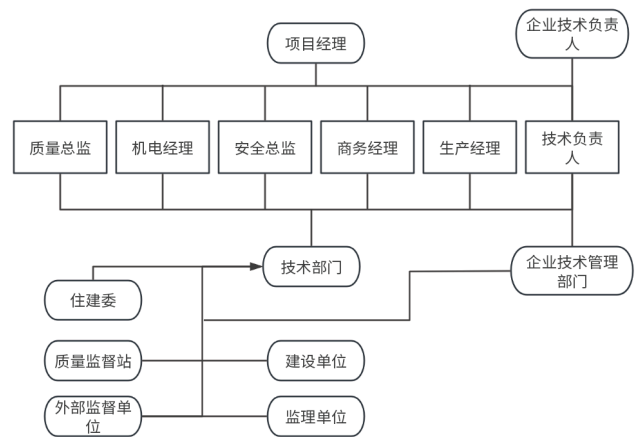 项目经理
企业技术负责
人
质量总监
机电经理
安全总监
商务经理
生产经理
技术负责
人
技术部门
企业技术管理
部门
住建委
质量监督站
建设单位
外部监督单
位
监理单位